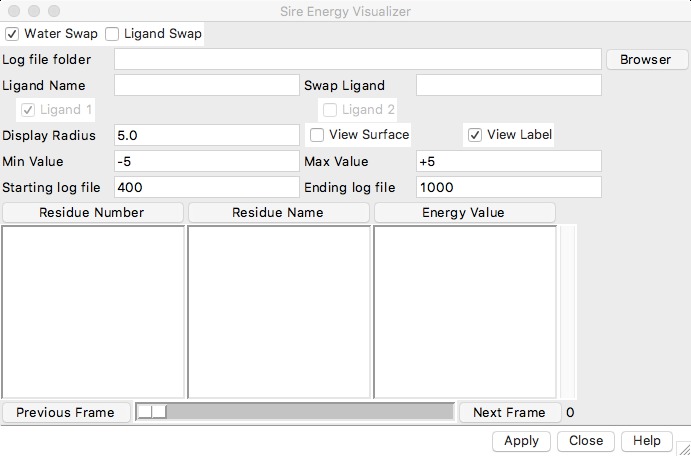 Sire Energy Visualizer
Water Swap Ligand Swap
Log file folder Browser
Ligand Name Swap Ligand
Ligand 1 Ligand 2
Display Radius 5.0 View Surface View Label
Min Value -5 Max Value +5
Starting log file 400 Ending log file 1000
Residue Number Residue Name Energy Value
Previous Frame Next Frame 0
Apply Close Help